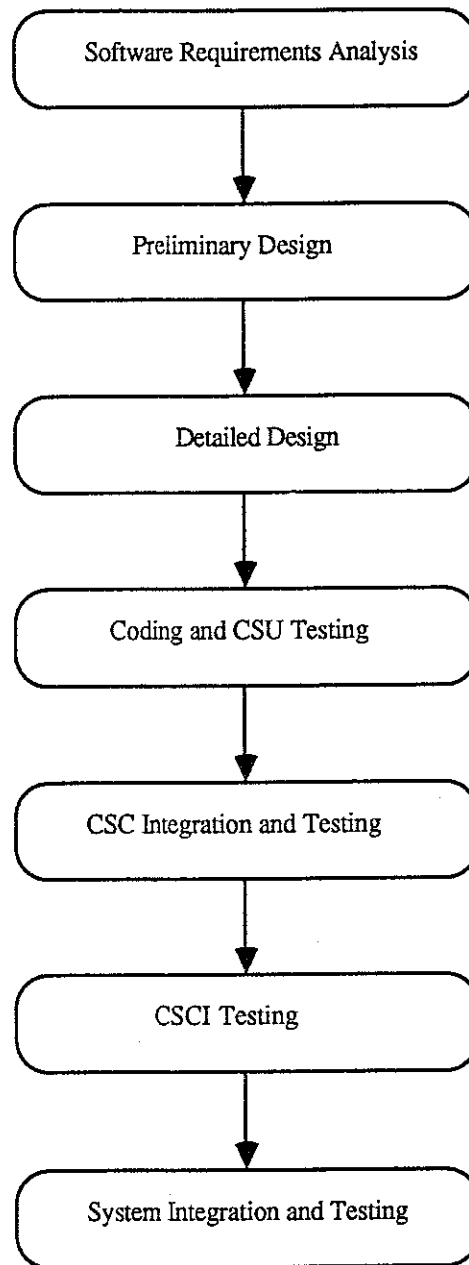 Software Requirements Analysis
Preliminary Design
Detailed Design
Coding and CSU Testing
CSC Integration and Testing
CSCI Testing
System Integration and Testing